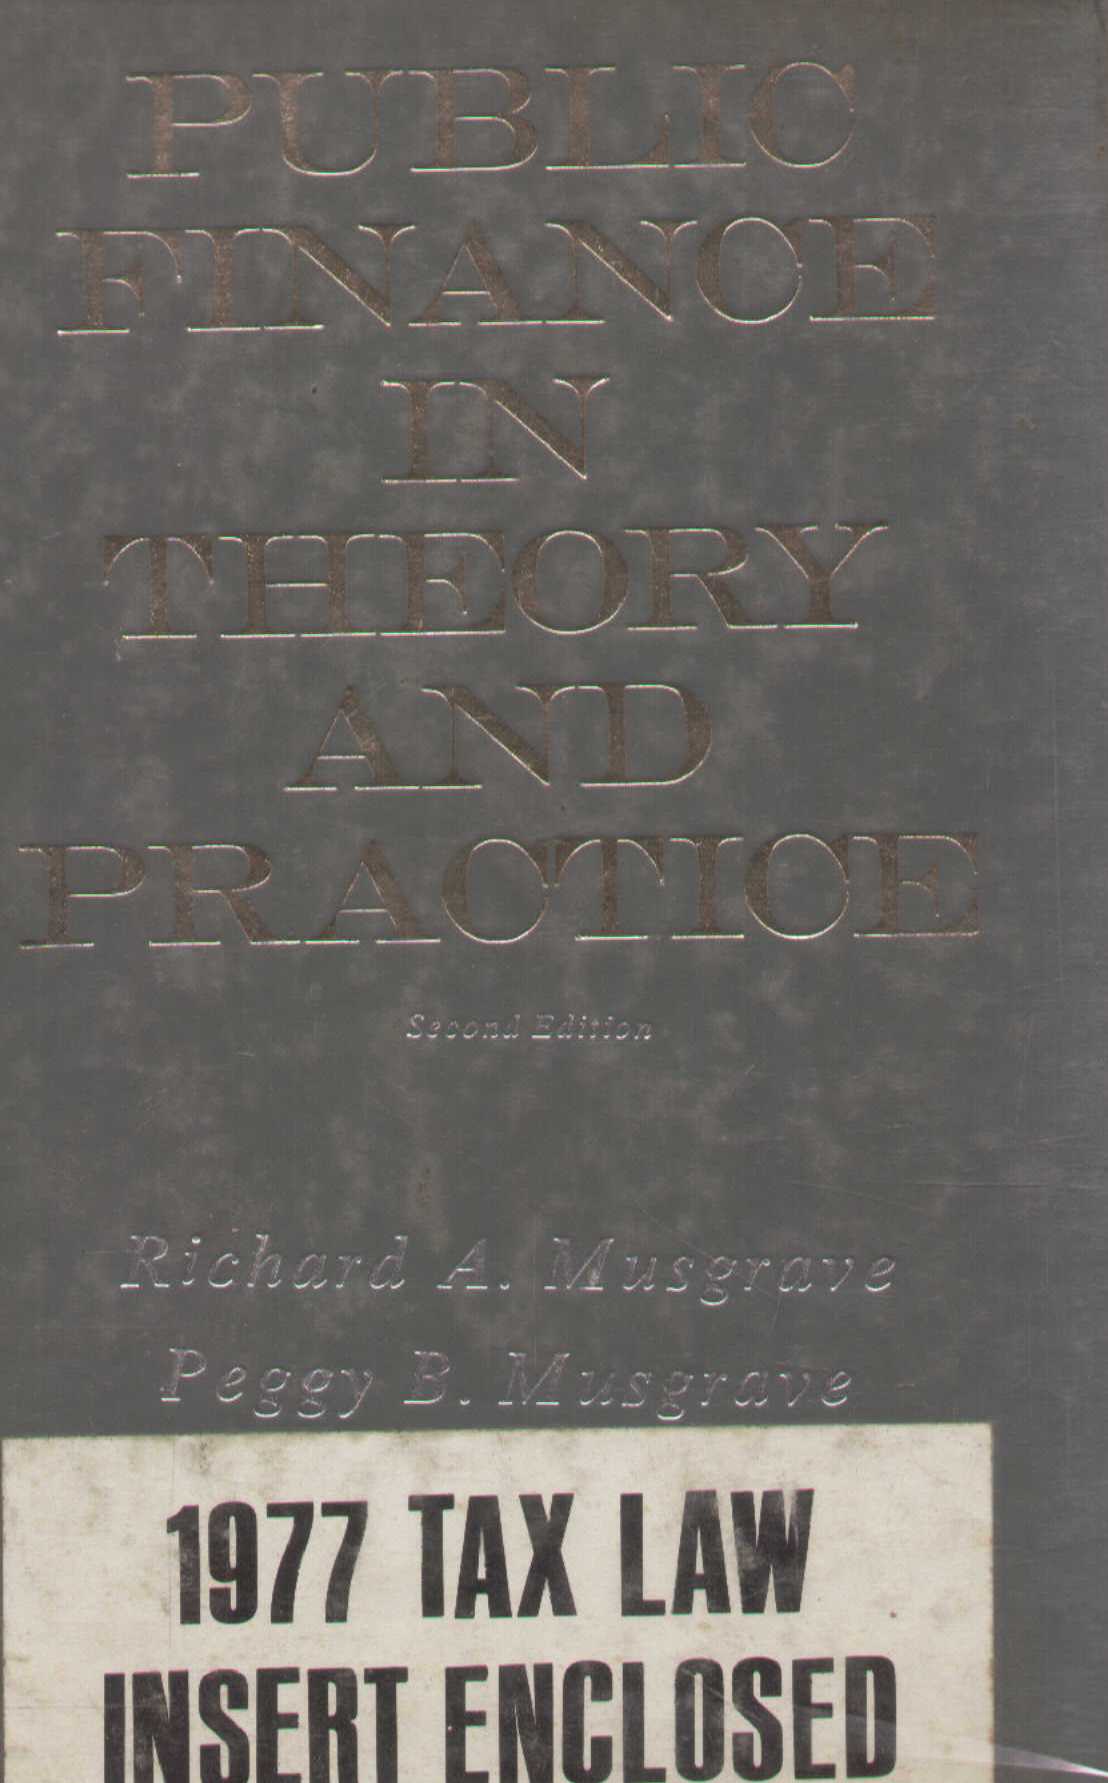 PUBLIC
FINANCE
IN
THEORY
AND
PRACTICE
Second Edition
Richard A. Musgrave
Peggy B. Musgrave
1977 TAX LAW
INSERT ENCLOSED